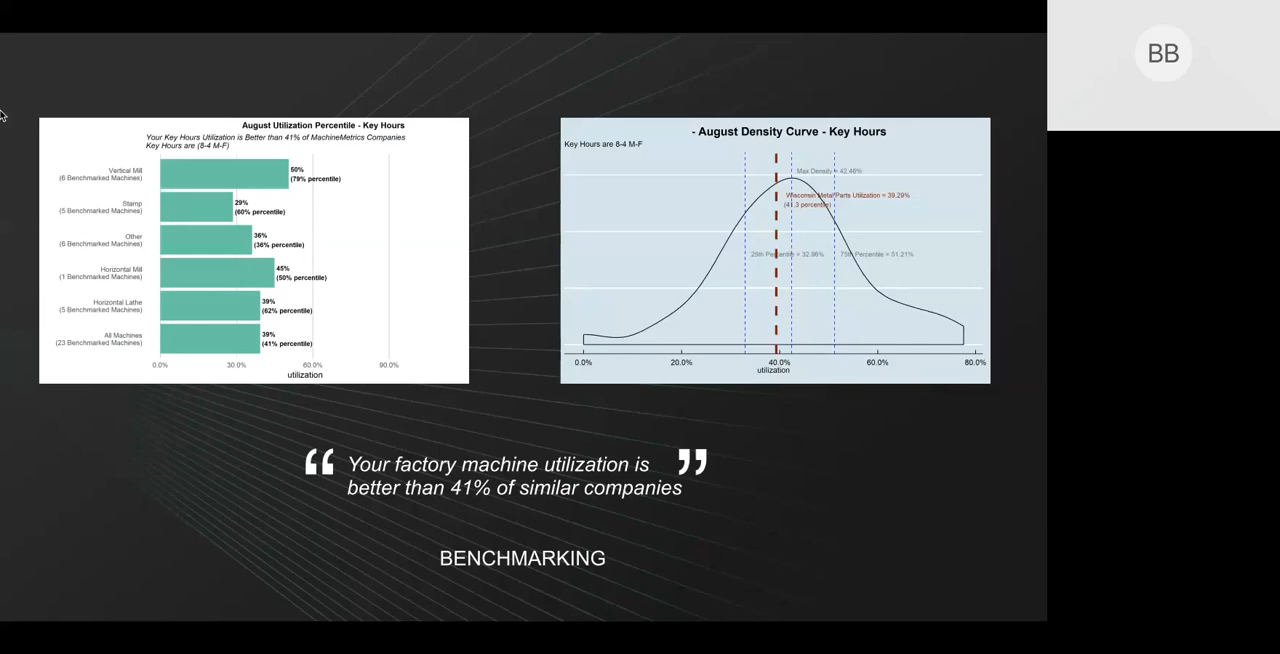 BB
August Utilization Percentile - Key Hours
Your Key Hours Utilization is Better than 41% of MachineMetrics Companies
Key Hours are (8-4 M-F)
Vertical Mill
(6 Benchmarked Machines)
50%
(79% percentile)
Stamp
(5 Benchmarked Machines)
29%
(60% percentile)
Other
(6 Benchmarked Machines)
36%
(36% percentile)
Horizontal Mill
(1 Benchmarked Machines)
45%
(50% percentile)
Horizontal Lathe
(5 Benchmarked Machines)
39%
(62% percentile)
All Machines
(23 Benchmarked Machines)
39%
(41% percentile)
0.0% 30.0% 60.0% 90.0%
utilization
- August Density Curve - Key Hours
Key Hours are 8-4 M-F
Max Density = 42.46%
Wisconsin Metal Parts Utilization = 39.29%
(41.3 percentile)
25th Percentile = 32.86% 75th Percentile = 51.21%
0.0% 20.0% 40.0% 60.0% 80.0%
utilization
“ Your factory machine utilization is ”
better than 41% of similar companies
BENCHMARKING